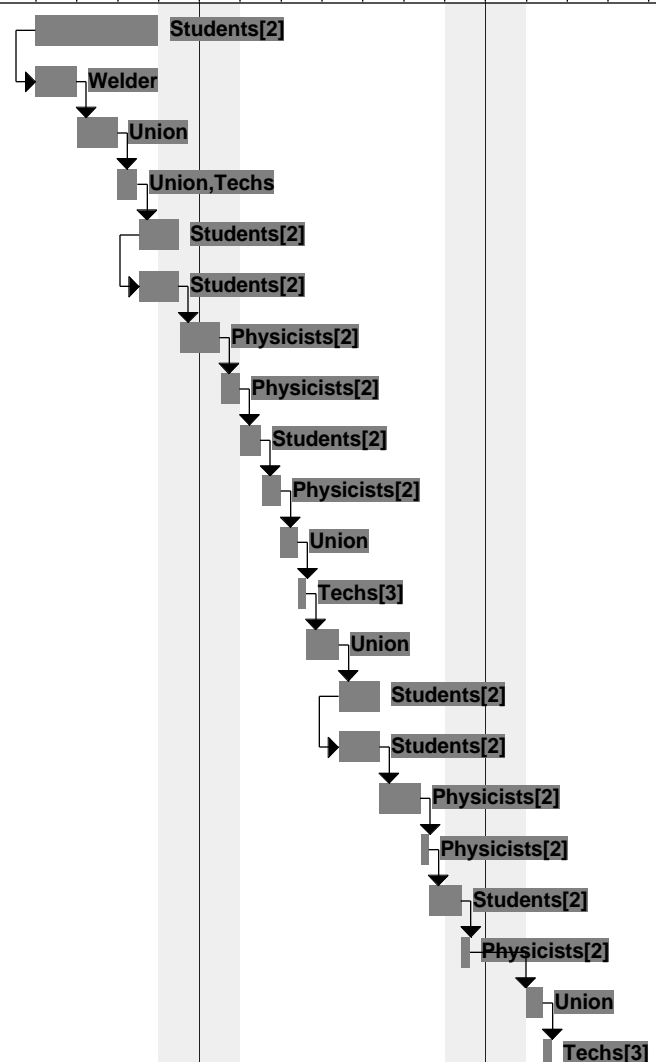 Students[2]
Welder
Union
Union,Techs
Students[2]
Students[2]
Physicists[2]
Physicists[2]
Students[2]
Physicists[2]
Union
Techs[3]
Union
Students[2]
Students[2]
Physicists[2]
Physicists[2]
Students[2]
Physicists[2]
Union
Techs[3]